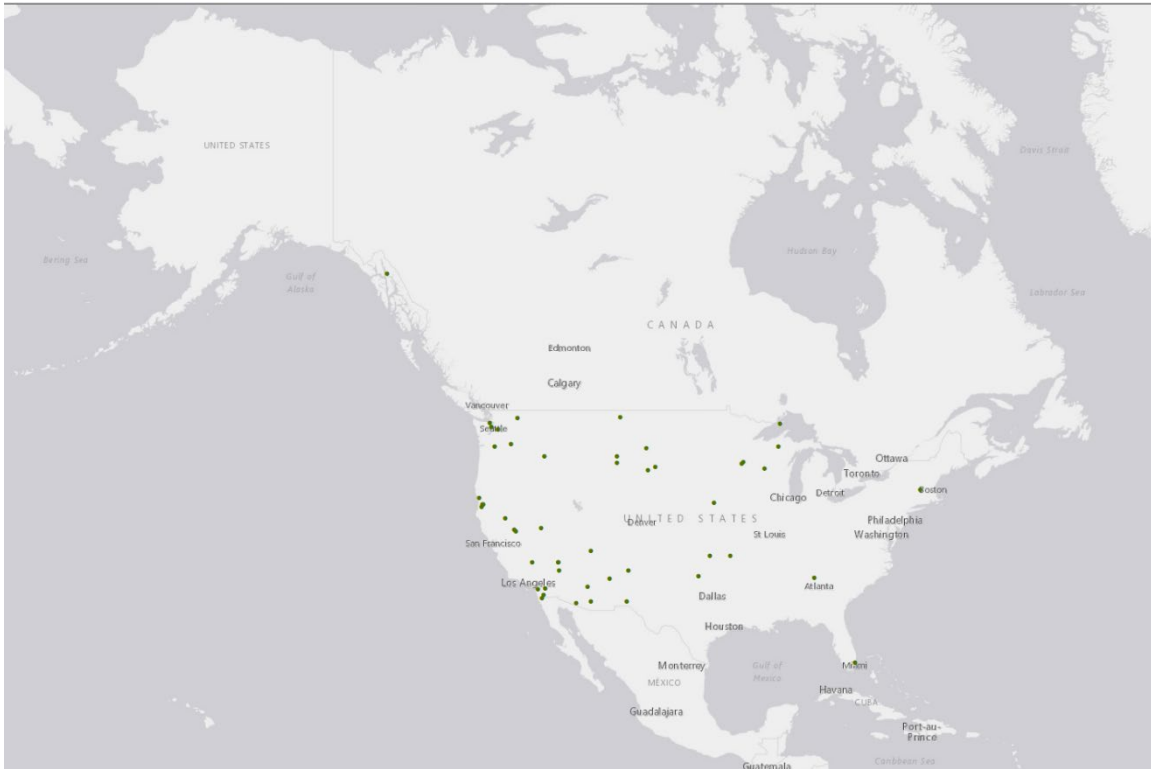 UNITED STATES
Davis Strait
Bering Sea
Gulf of
Alaska
Hudson Bay
Labrador Sea
CANADA
Edmonton
Calgary
Vancouver
Seattle
Ottawa
Toronto
Chicago
Detroit
Boston
UNITED STATES
Denver
Philadelphia
Washington
St Louis
San Francisco
Los Angeles
Atlanta
Dallas
Houston
Monterrey
MÉXICO
Gulf of
Mexico
Miami
Havana
CUBA
Guadalajara
Port-au-
Prince
Guatemala
Caribbean Sea